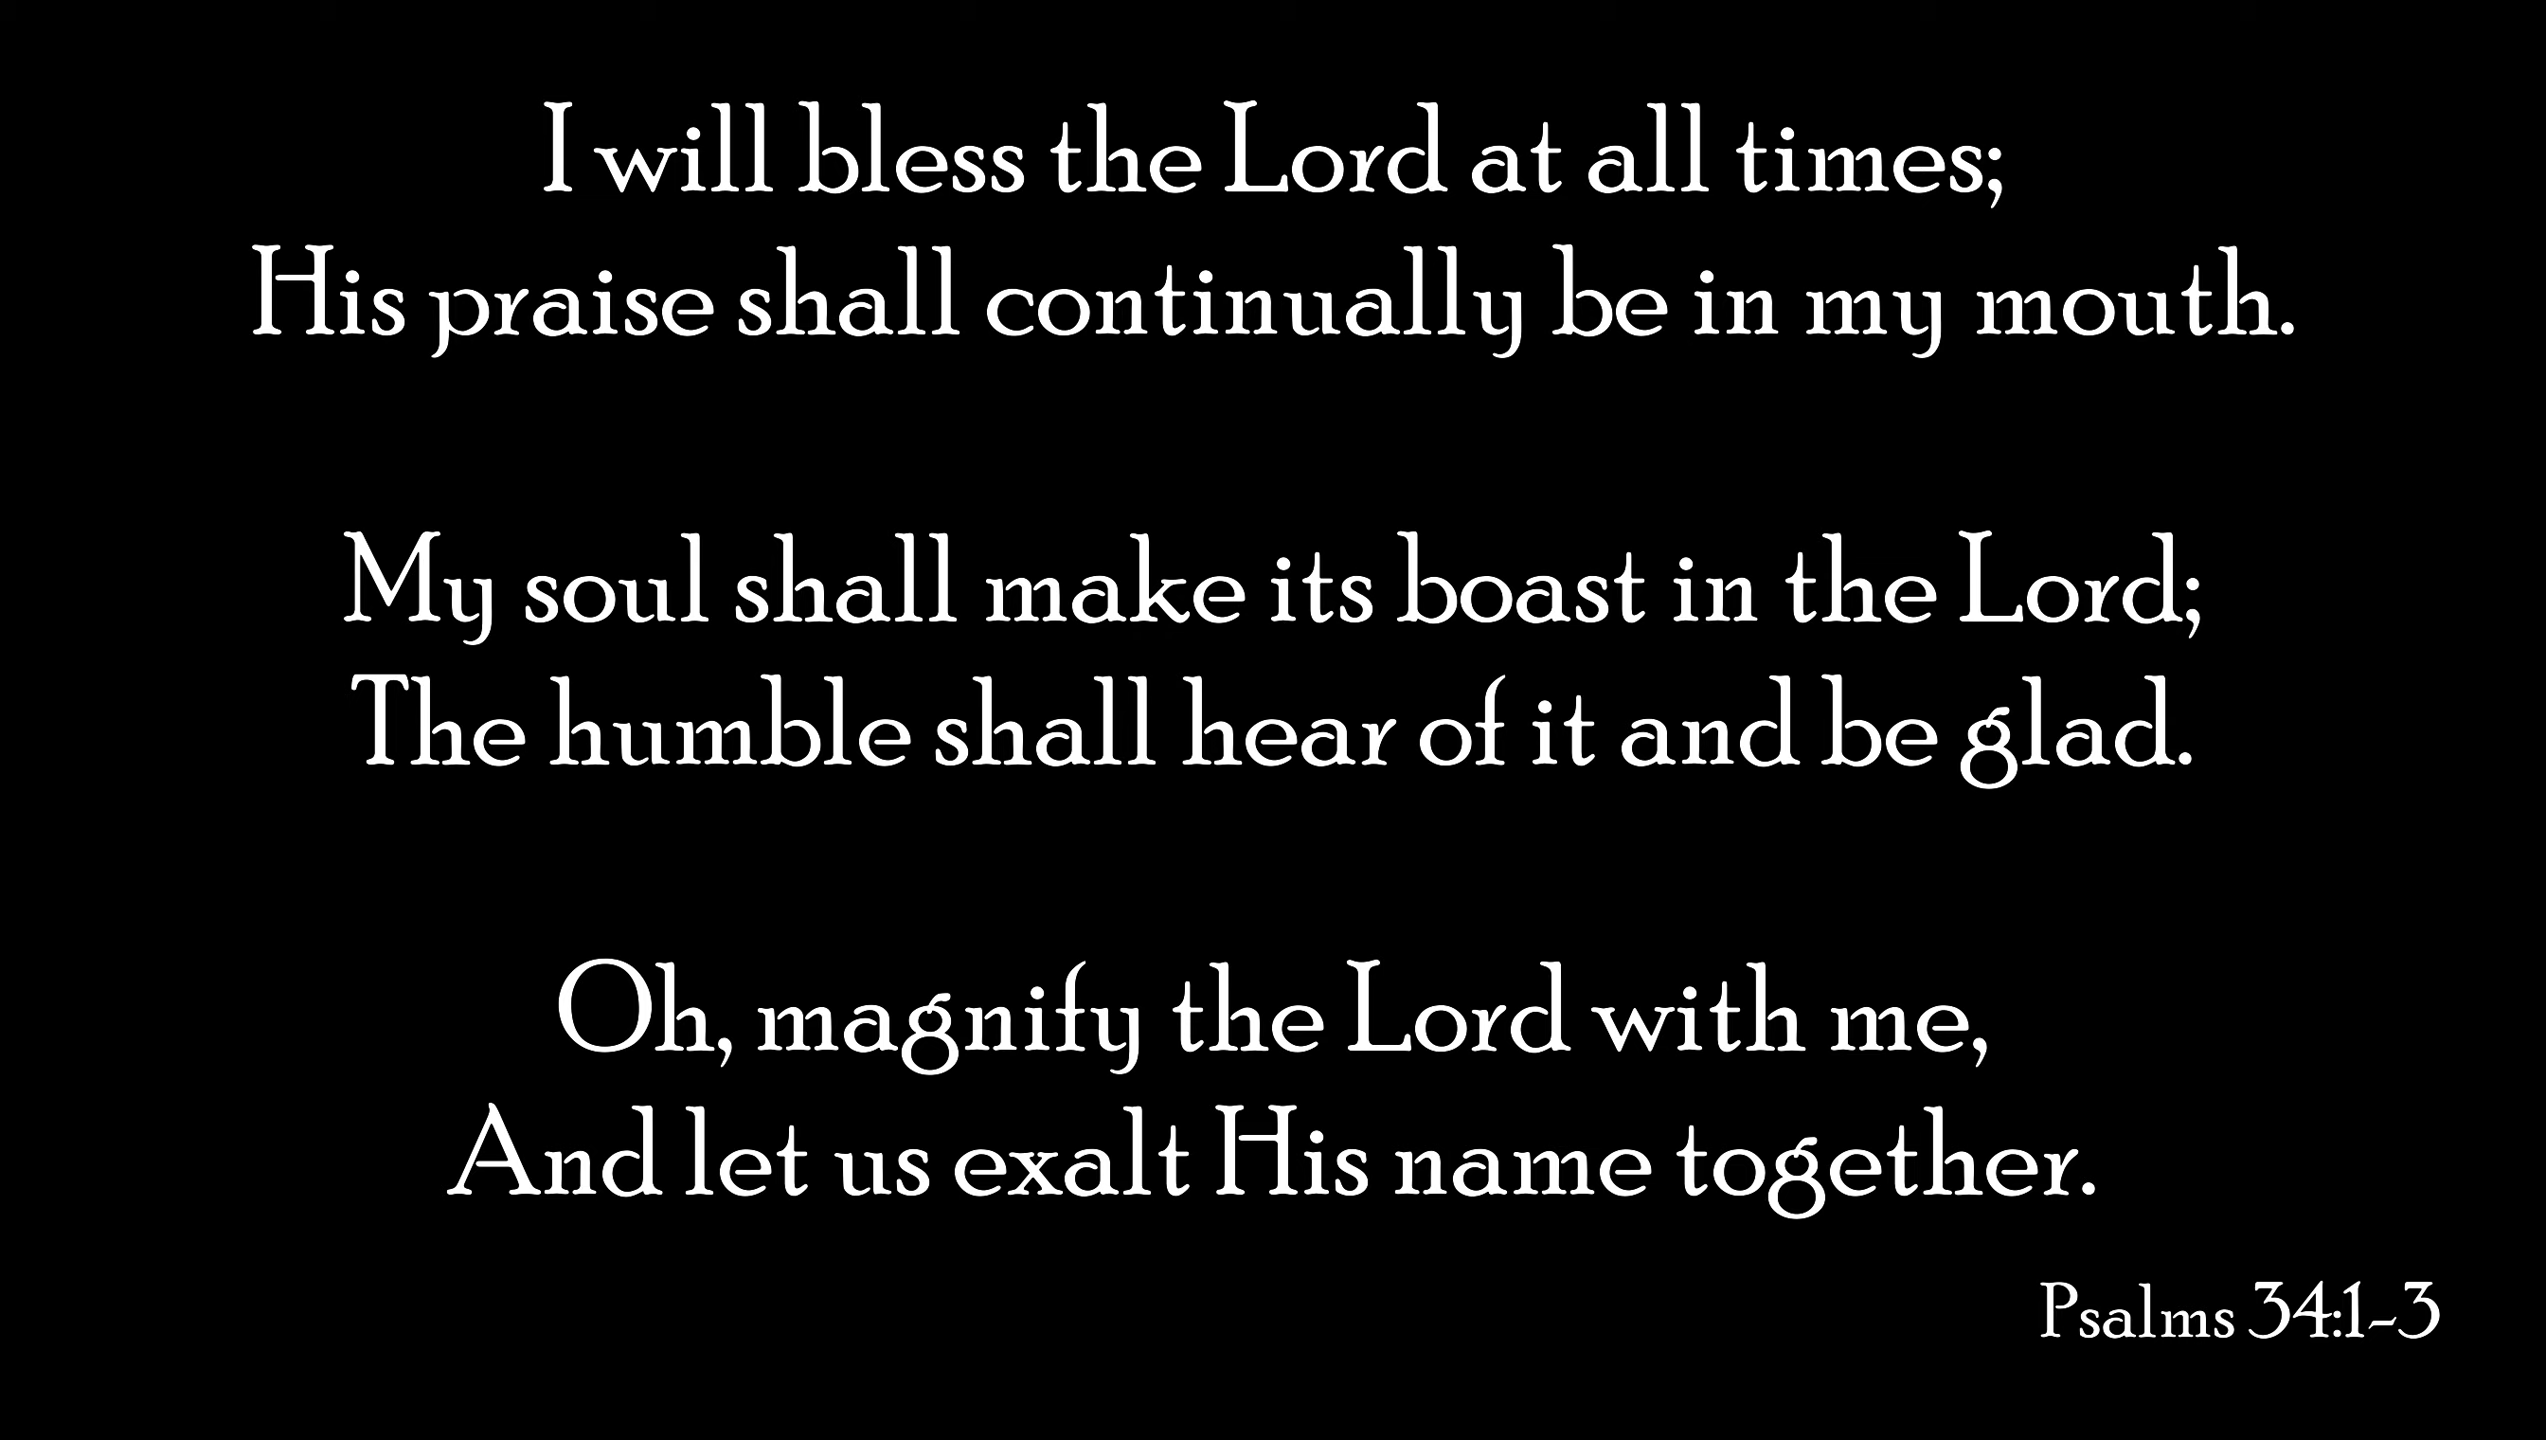 I will bless the Lord at all times;
His praise shall continually be in my mouth.
My soul shall make its boast in the Lord;
The humble shall hear of it and be glad.
Oh, magnify the Lord with me,
And let us exalt His name together.
Psalms 34:1-3